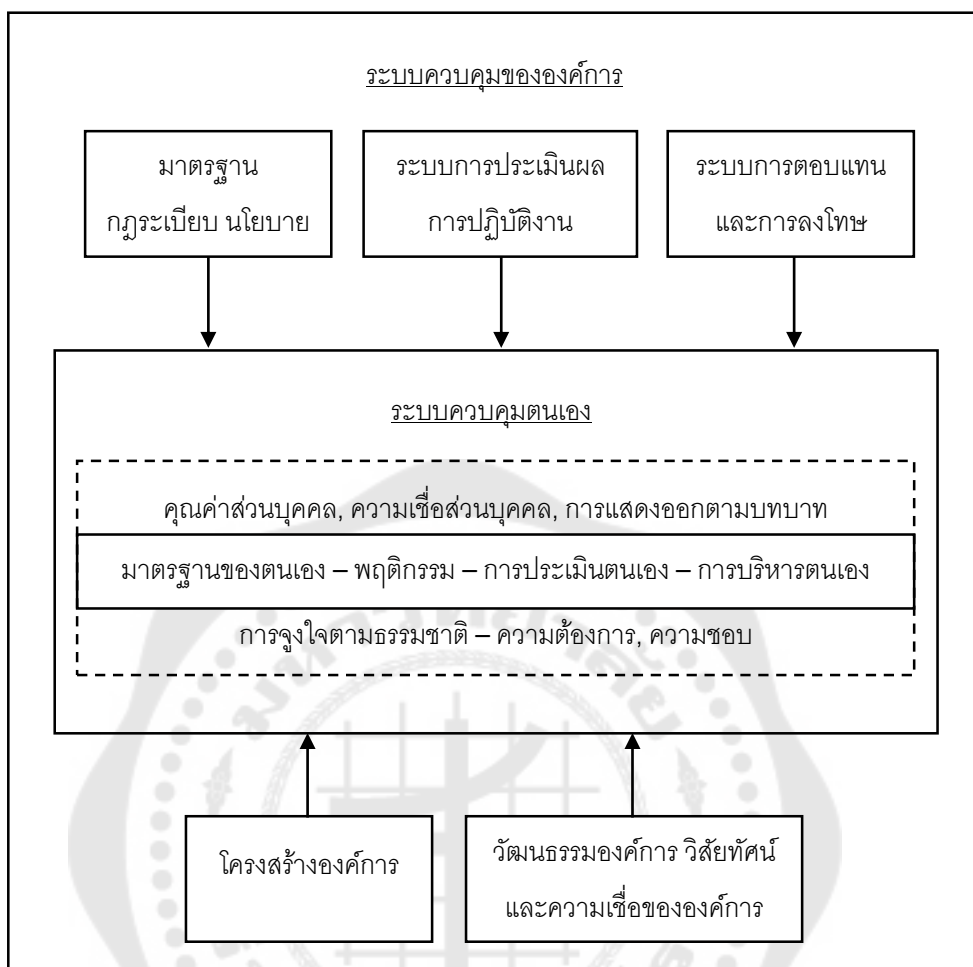 ระบบควบคุมขององค์การ
มาตรฐาน
กฎระเบียบ นโยบาย
ระบบการประเมินผล
การปฏิบัติงาน
ระบบการตอบแทน
และการลงโทษ
ระบบควบคุมตนเอง
คุณค่าส่วนบุคคล, ความเชื่อส่วนบุคคล, การแสดงออกตามบทบาท
มาตรฐานของตนเอง – พฤติกรรม – การประเมินตนเอง – การบริหารตนเอง
การจูงใจตามธรรมชาติ – ความต้องการ, ความชอบ
โครงสร้างองค์การ
วัฒนธรรมองค์การ วิสัยทัศน์
และความเชื่อขององค์การ